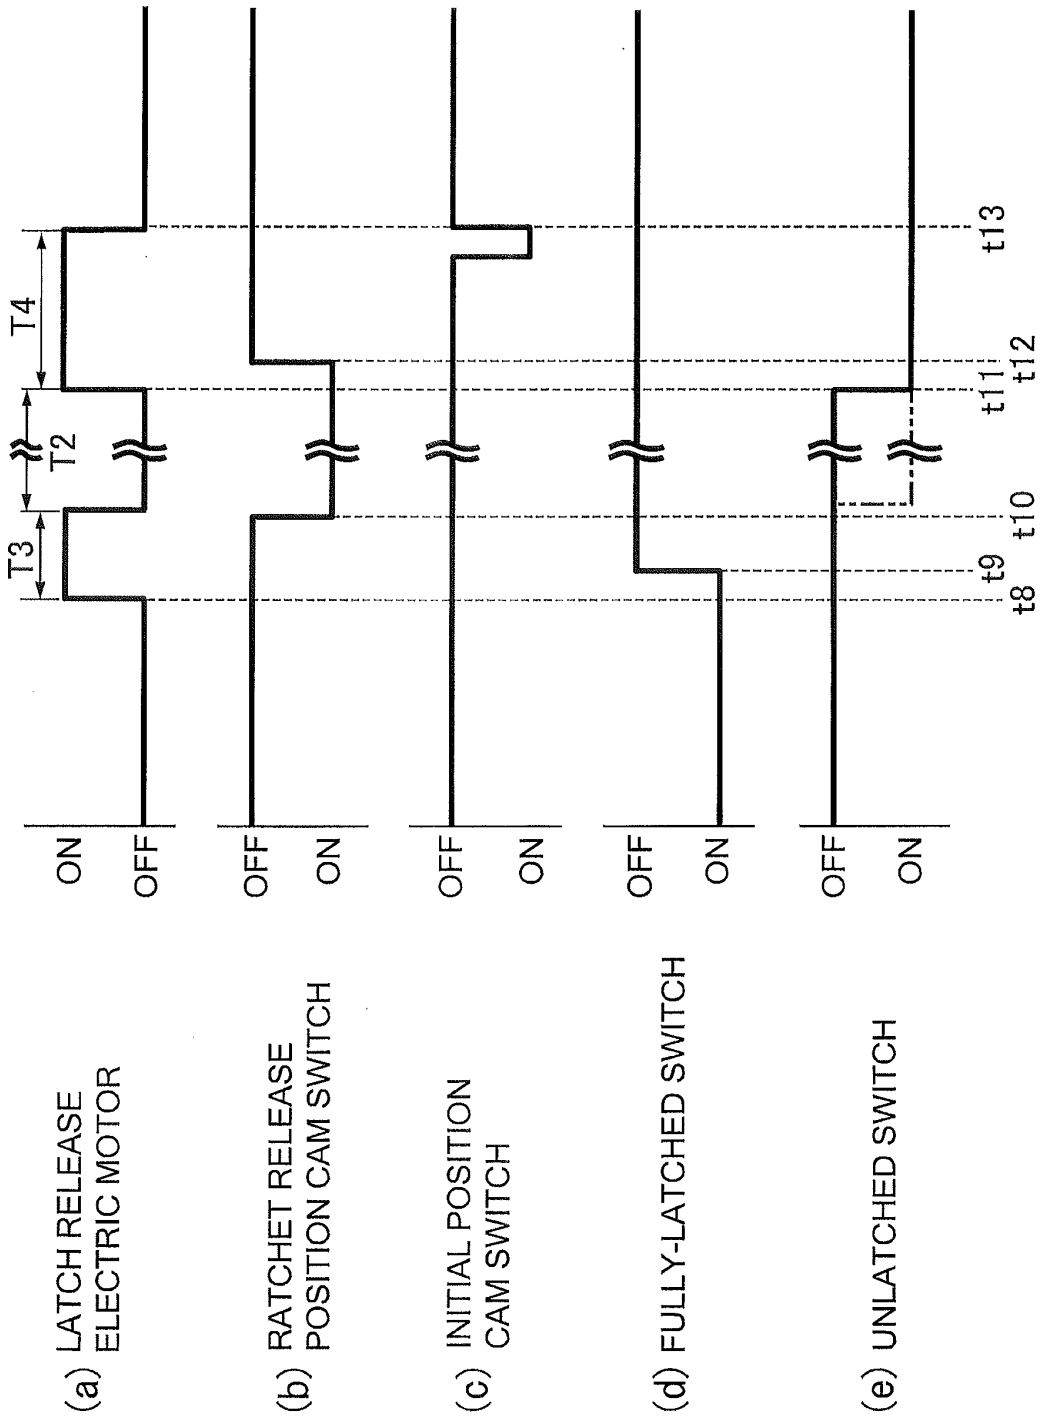 (a) LATCH RELEASE
ELECTRIC MOTOR
ON
OFF
T3
T2
T4
(b) RATCHET RELEASE
POSITION CAM SWITCH
OFF
ON
(c) INITIAL POSITION
CAM SWITCH
OFF
ON
(d) FULLY-LATCHED SWITCH
OFF
ON
(e) UNLATCHED SWITCH
OFF
ON
t8
t9
t10
t11
t12
t13